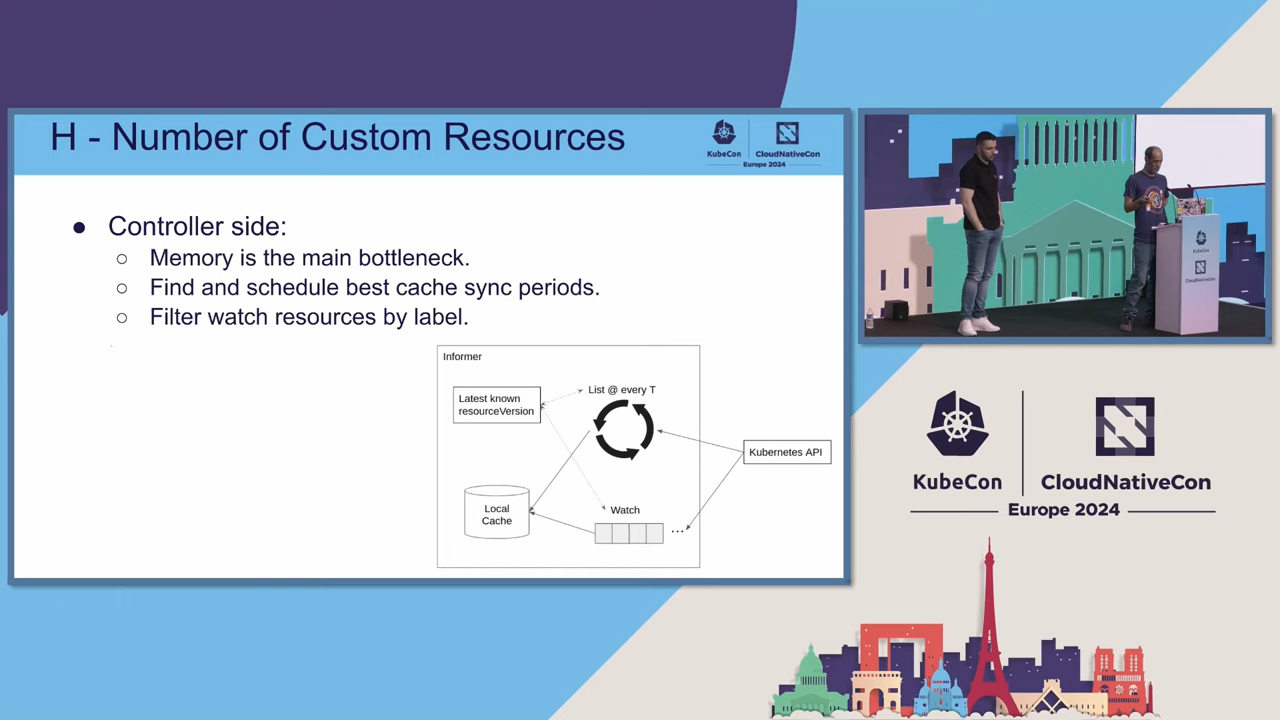 H - Number of Custom Resources
KubeCon
CloudNativeCon
Europe 2024
● Controller side:
○ Memory is the main bottleneck.
○ Find and schedule best cache sync periods.
○ Filter watch resources by label.
Informer
Latest known
resourceVersion
List @ every T
Kubernetes API
Local
Cache
Watch
...
KubeCon
CloudNativeCon
KubeCon
CloudNativeCon
Europe 2024